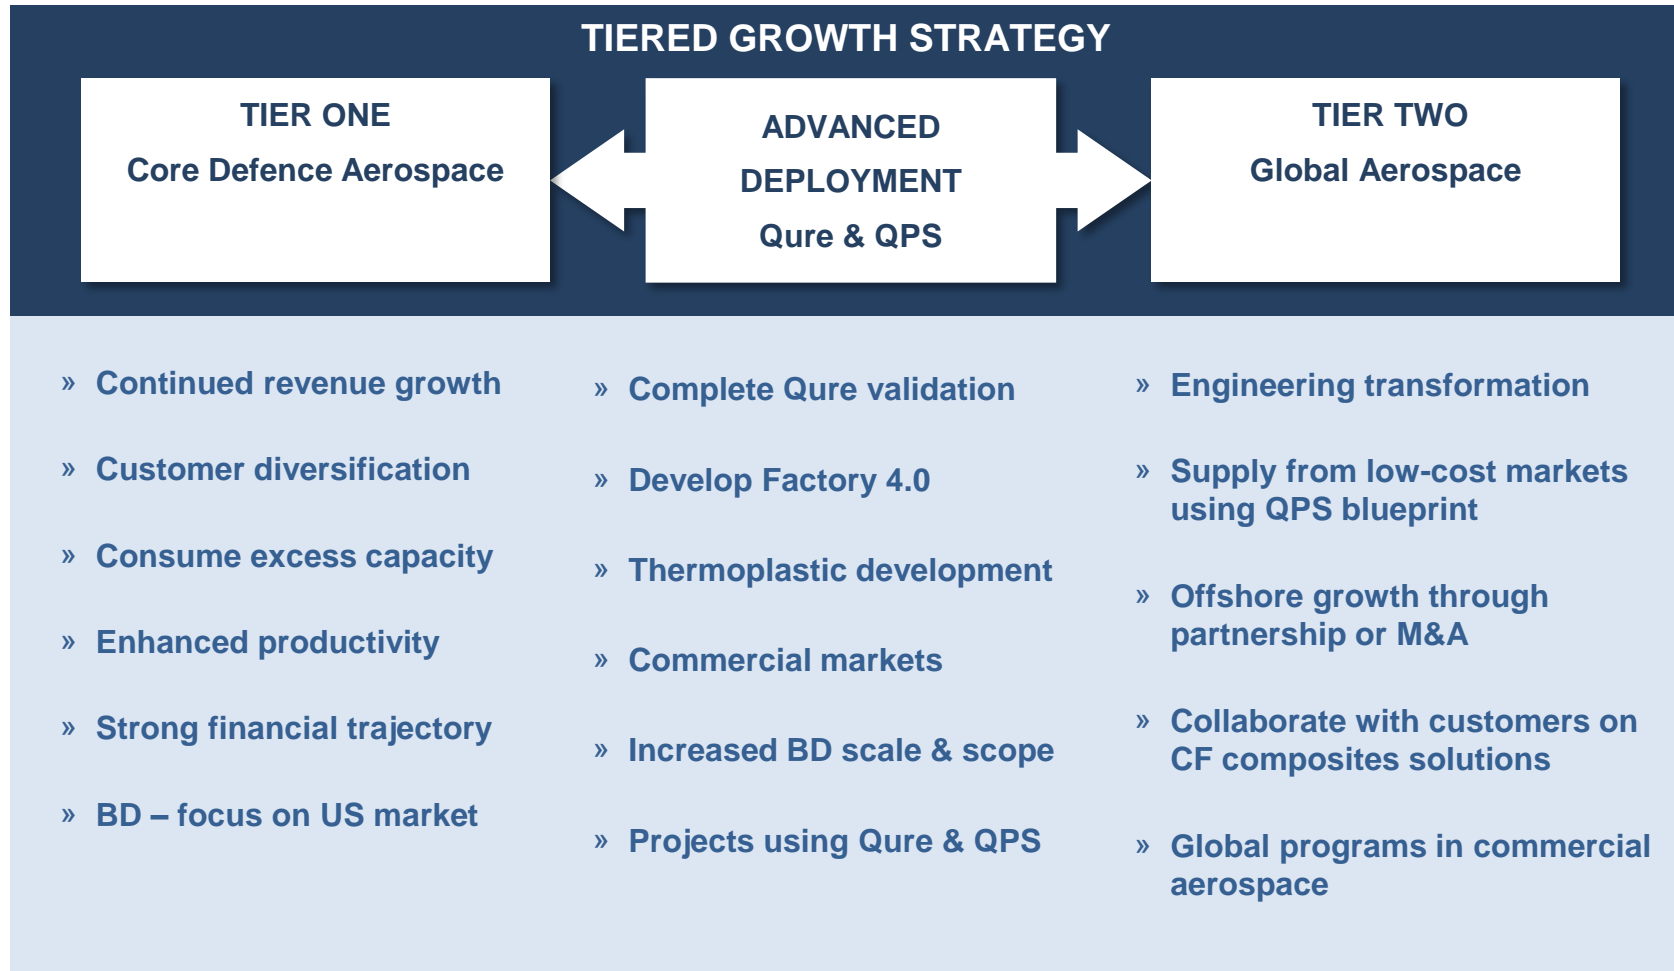 TIERED GROWTH STRATEGY
TIER ONE
Core Defence Aerospace
ADVANCED
DEPLOYMENT
Qure & QPS
TIER TWO
Global Aerospace
» Continued revenue growth
» Customer diversification
» Consume excess capacity
» Enhanced productivity
» Strong financial trajectory
» BD – focus on US market
» Complete Qure validation
» Develop Factory 4.0
» Thermoplastic development
» Commercial markets
» Increased BD scale & scope
» Projects using Qure & QPS
» Engineering transformation
» Supply from low-cost markets
using QPS blueprint
» Offshore growth through
partnership or M&A
» Collaborate with customers on
CF composites solutions
» Global programs in commercial
aerospace